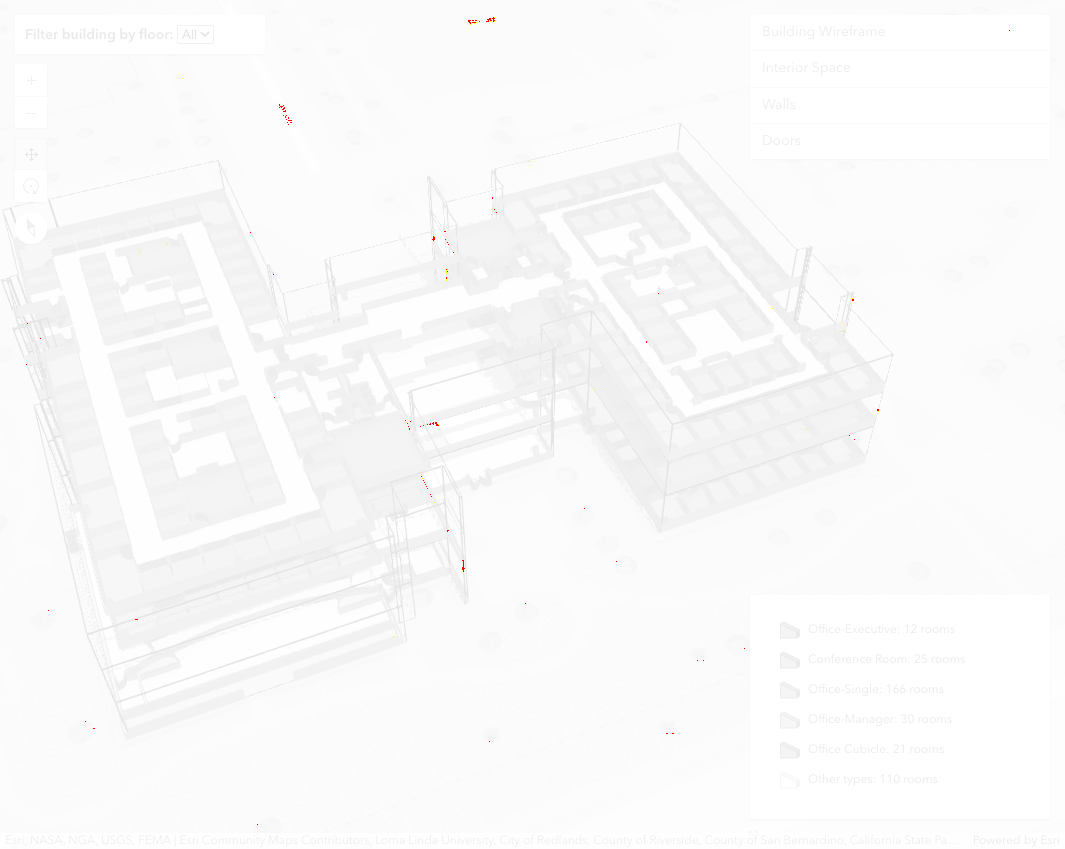 Filter building by floor: All
Building Wireframe
Interior Space
Walls
Doors
Office-Executive: 12 rooms
Conference Room: 25 rooms
Office-Single: 166 rooms
Office-Manager: 30 rooms
Office Cubicle: 21 rooms
Other types: 110 rooms
Esri, NASA, NGA, USGS, FEMA | Esri Community Maps Contributors, Loma Linda University, City of Redlands, County of Riverside, County of San Bernardino, California State Pa... Powered by Esri